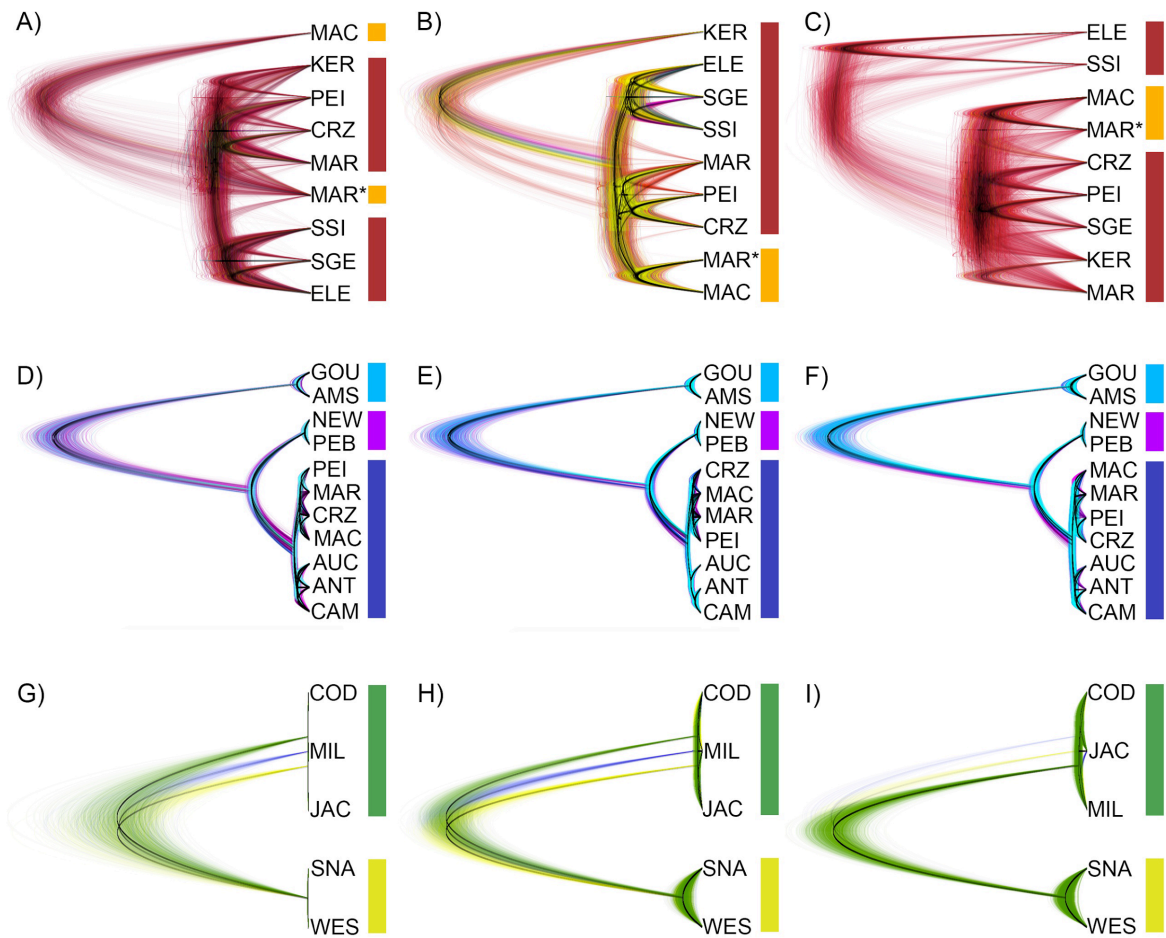 A)
MAC
KER
PEI
CRZ
MAR
MAR*
SSI
SGE
ELE
B)
KER
ELE
SGE
SSI
MAR
PEI
CRZ
MAR*
MAC
C)
ELE
SSI
MAC
MAR*
CRZ
PEI
SGE
KER
MAR
D)
GOU
AMS
NEW
PEB
PEI
MAR
CRZ
MAC
AUC
ANT
CAM
E)
GOU
AMS
NEW
PEB
CRZ
MAC
MAR
PEI
AUC
ANT
CAM
F)
GOU
AMS
NEW
PEB
MAC
MAR
PEI
CRZ
AUC
ANT
CAM
G)
COD
MIL
JAC
SNA
WES
H)
COD
MIL
JAC
SNA
WES
I)
COD
JAC
MIL
SNA
WES